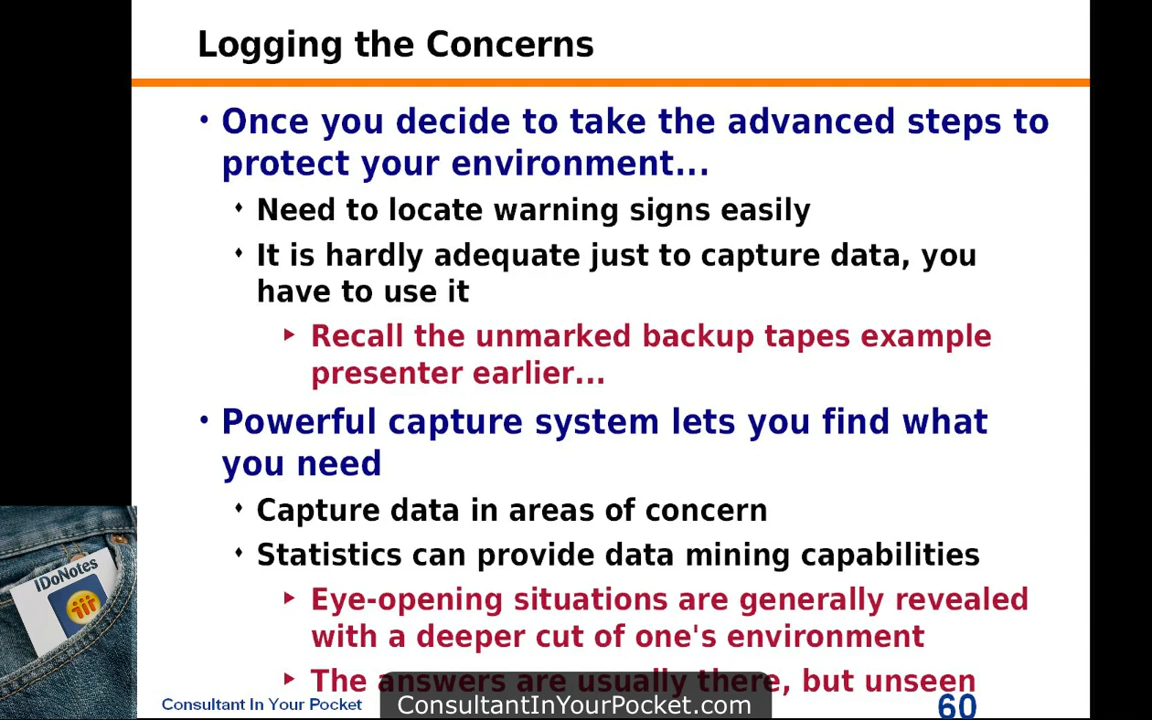 Logging the Concerns
• Once you decide to take the advanced steps to
protect your environment...
♦ Need to locate warning signs easily
♦ It is hardly adequate just to capture data, you
have to use it
▸ Recall the unmarked backup tapes example
presenter earlier...
• Powerful capture system lets you find what
you need
♦ Capture data in areas of concern
♦ Statistics can provide data mining capabilities
▸ Eye-opening situations are generally revealed
with a deeper cut of one's environment
▸ The answers are usually there, but unseen
IDoNotes
Consultant In Your Pocket
ConsultantInYourPocket.com
60